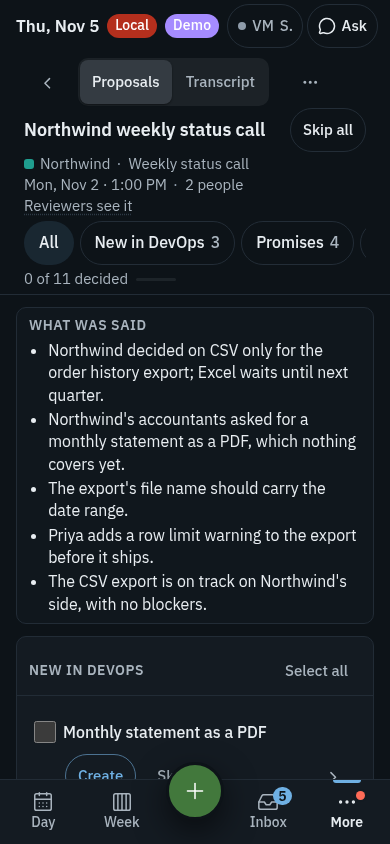 Thu, Nov 5 Local Demo VM S. Ask
Proposals Transcript
Northwind weekly status call Skip all
Northwind · Weekly status call
Mon, Nov 2 · 1:00 PM · 2 people
Reviewers see it
All New in DevOps 3 Promises 4
0 of 11 decided
WHAT WAS SAID
• Northwind decided on CSV only for the
order history export; Excel waits until next
quarter.
• Northwind's accountants asked for a
monthly statement as a PDF, which nothing
covers yet.
• The export's file name should carry the
date range.
• Priya adds a row limit warning to the export
before it ships.
• The CSV export is on track on Northwind's
side, with no blockers.
NEW IN DEVOPS Select all
Monthly statement as a PDF
Create
Day Week Inbox 5 More